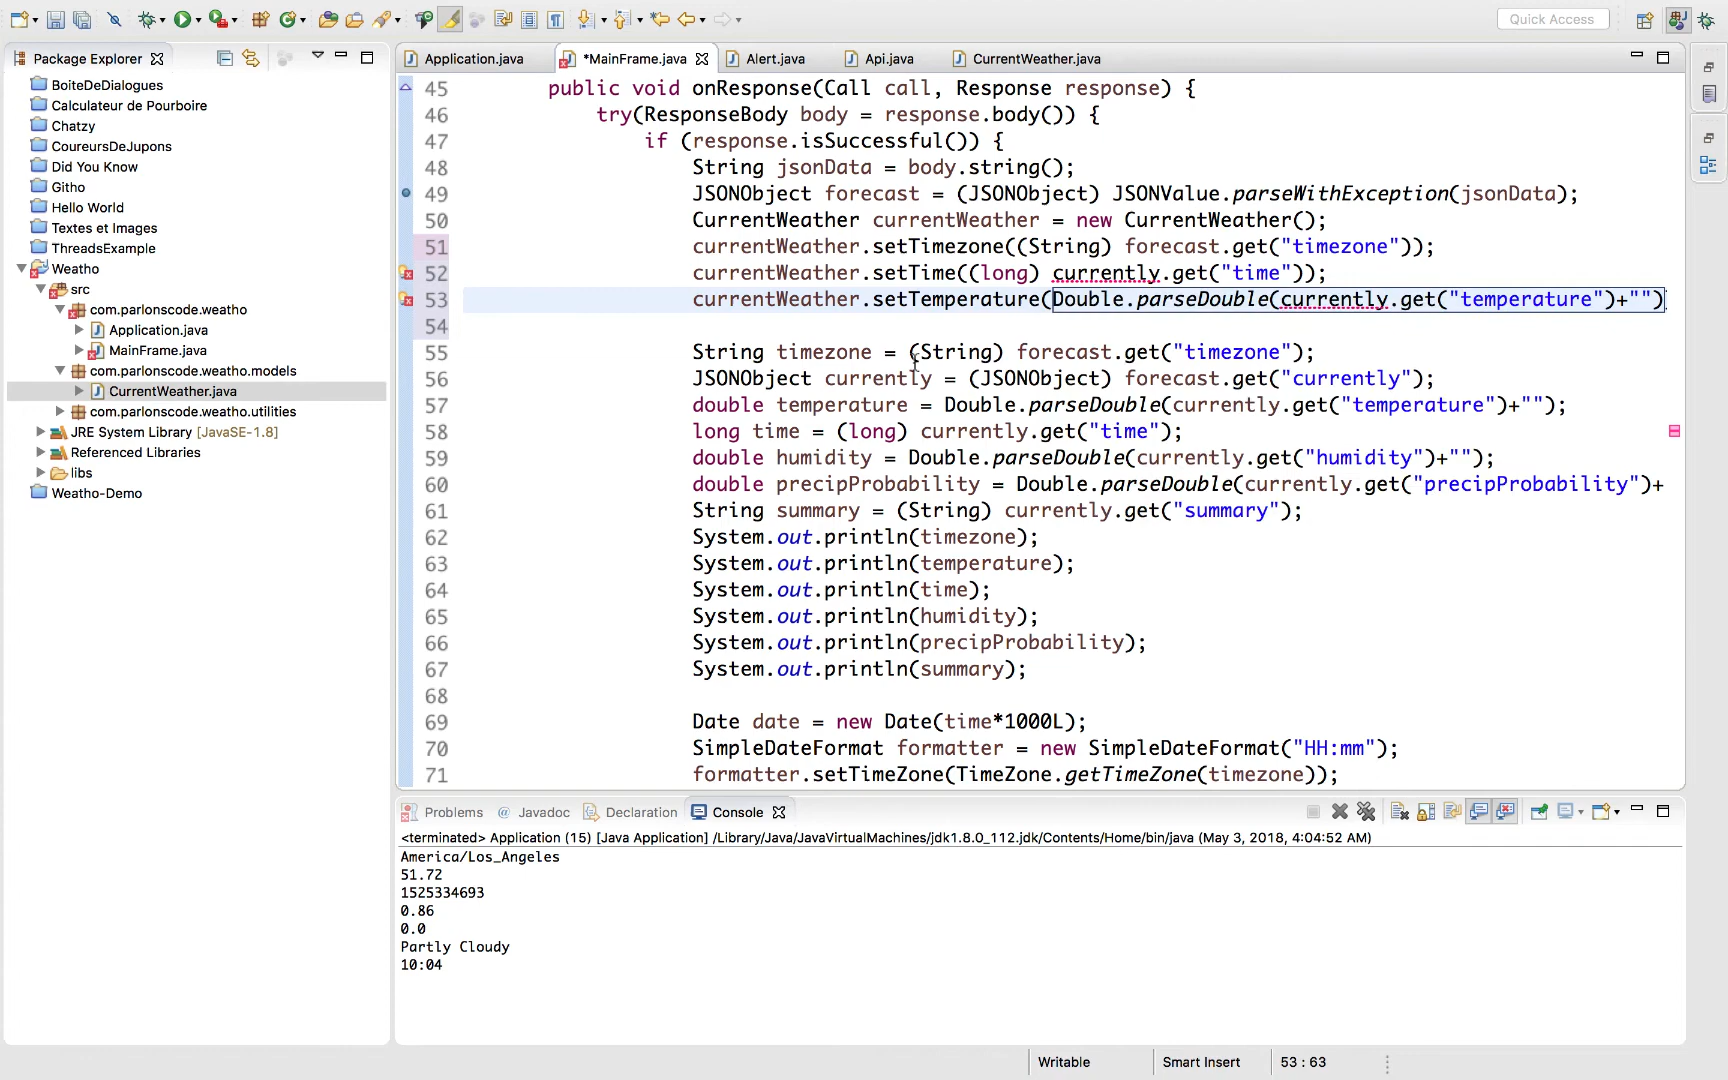 Quick Access
Package Explorer
BoiteDeDialogues
Calculateur de Pourboire
Chatzy
CoureursDeJupons
Did You Know
Githo
Hello World
Textes et Images
ThreadsExample
Weatho
src
com.parlonscode.weatho
Application.java
MainFrame.java
com.parlonscode.weatho.models
CurrentWeather.java
com.parlonscode.weatho.utilities
JRE System Library [JavaSE-1.8]
Referenced Libraries
libs
Weatho-Demo
Application.java *MainFrame.java Alert.java Api.java CurrentWeather.java
45 public void onResponse(Call call, Response response) {
46 try(ResponseBody body = response.body()) {
47 if (response.isSuccessful()) {
48 String jsonData = body.string();
49 JSONObject forecast = (JSONObject) JSONValue.parseWithException(jsonData);
50 CurrentWeather currentWeather = new CurrentWeather();
51 currentWeather.setTimezone((String) forecast.get("timezone"));
52 currentWeather.setTime((long) currently.get("time"));
53 currentWeather.setTemperature(Double.parseDouble(currently.get("temperature")+"")
54
55 String timezone = (String) forecast.get("timezone");
56 JSONObject currently = (JSONObject) forecast.get("currently");
57 double temperature = Double.parseDouble(currently.get("temperature")+"");
58 long time = (long) currently.get("time");
59 double humidity = Double.parseDouble(currently.get("humidity")+"");
60 double precipProbability = Double.parseDouble(currently.get("precipProbability")+
61 String summary = (String) currently.get("summary");
62 System.out.println(timezone);
63 System.out.println(temperature);
64 System.out.println(time);
65 System.out.println(humidity);
66 System.out.println(precipProbability);
67 System.out.println(summary);
68
69 Date date = new Date(time*1000L);
70 SimpleDateFormat formatter = new SimpleDateFormat("HH:mm");
71 formatter.setTimeZone(TimeZone.getTimeZone(timezone));
Problems @ Javadoc Declaration Console
<terminated> Application (15) [Java Application] /Library/Java/JavaVirtualMachines/jdk1.8.0_112.jdk/Contents/Home/bin/java (May 3, 2018, 4:04:52 AM)
America/Los_Angeles
51.72
1525334693
0.86
0.0
Partly Cloudy
10:04
Writable Smart Insert 53 : 63